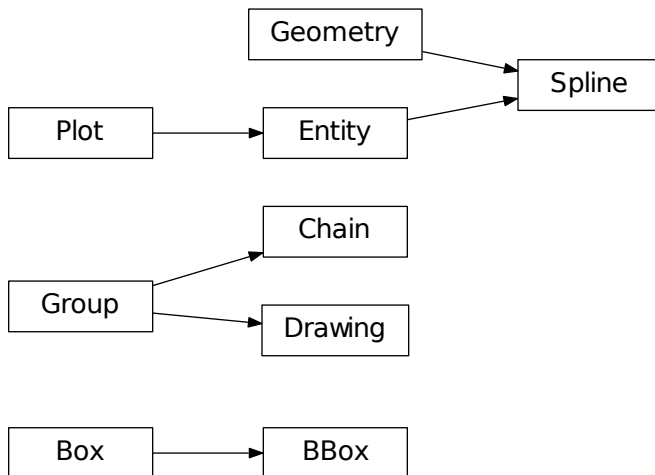 Geometry
Spline
Plot
Entity
Chain
Group
Drawing
Box
BBox